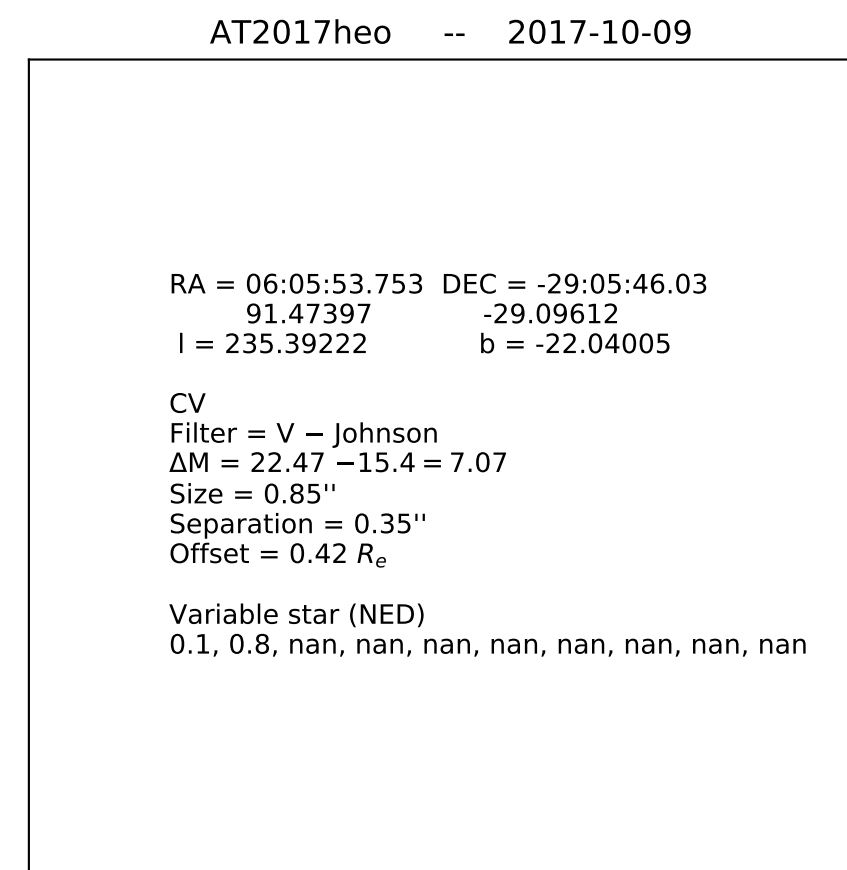 AT2017heo -- 2017-10-09
RA = 06:05:53.753 DEC = -29:05:46.03
91.47397 -29.09612
l = 235.39222 b = -22.04005
CV
Filter = V − Johnson
ΔM = 22.47 −15.4 = 7.07
Size = 0.85''
Separation = 0.35''
Offset = 0.42 Rₑ
Variable star (NED)
0.1, 0.8, nan, nan, nan, nan, nan, nan, nan, nan